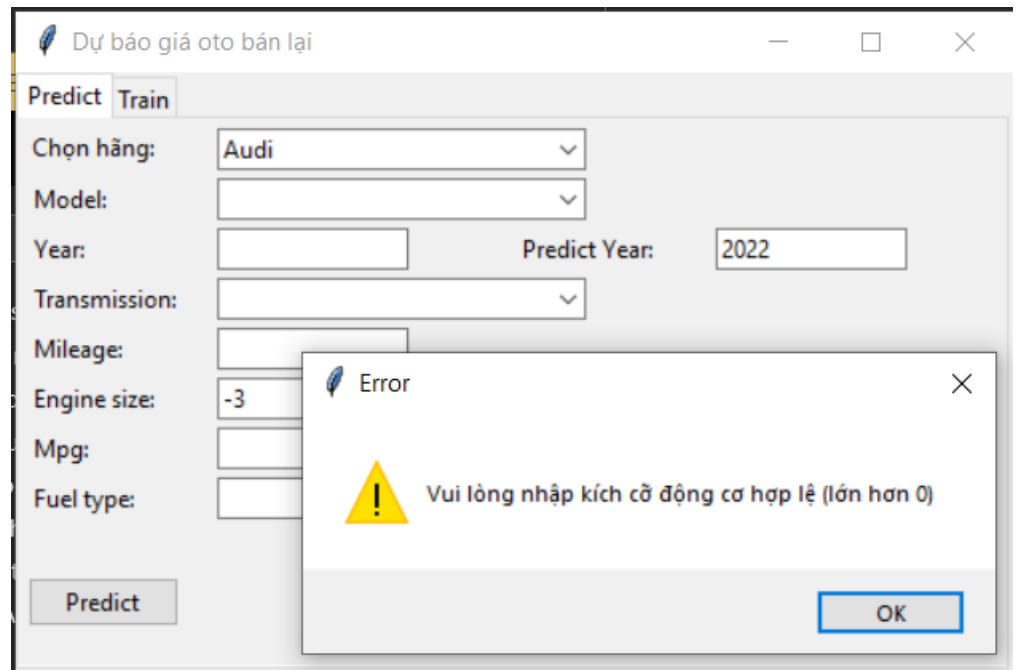 Dự báo giá oto bán lại
Predict Train
Chọn hãng: Audi
Model:
Year: Predict Year: 2022
Transmission:
Mileage:
Error
Engine size: -3
Mpg:
Vui lòng nhập kích cỡ động cơ hợp lệ (lớn hơn 0)
Fuel type:
Predict
OK